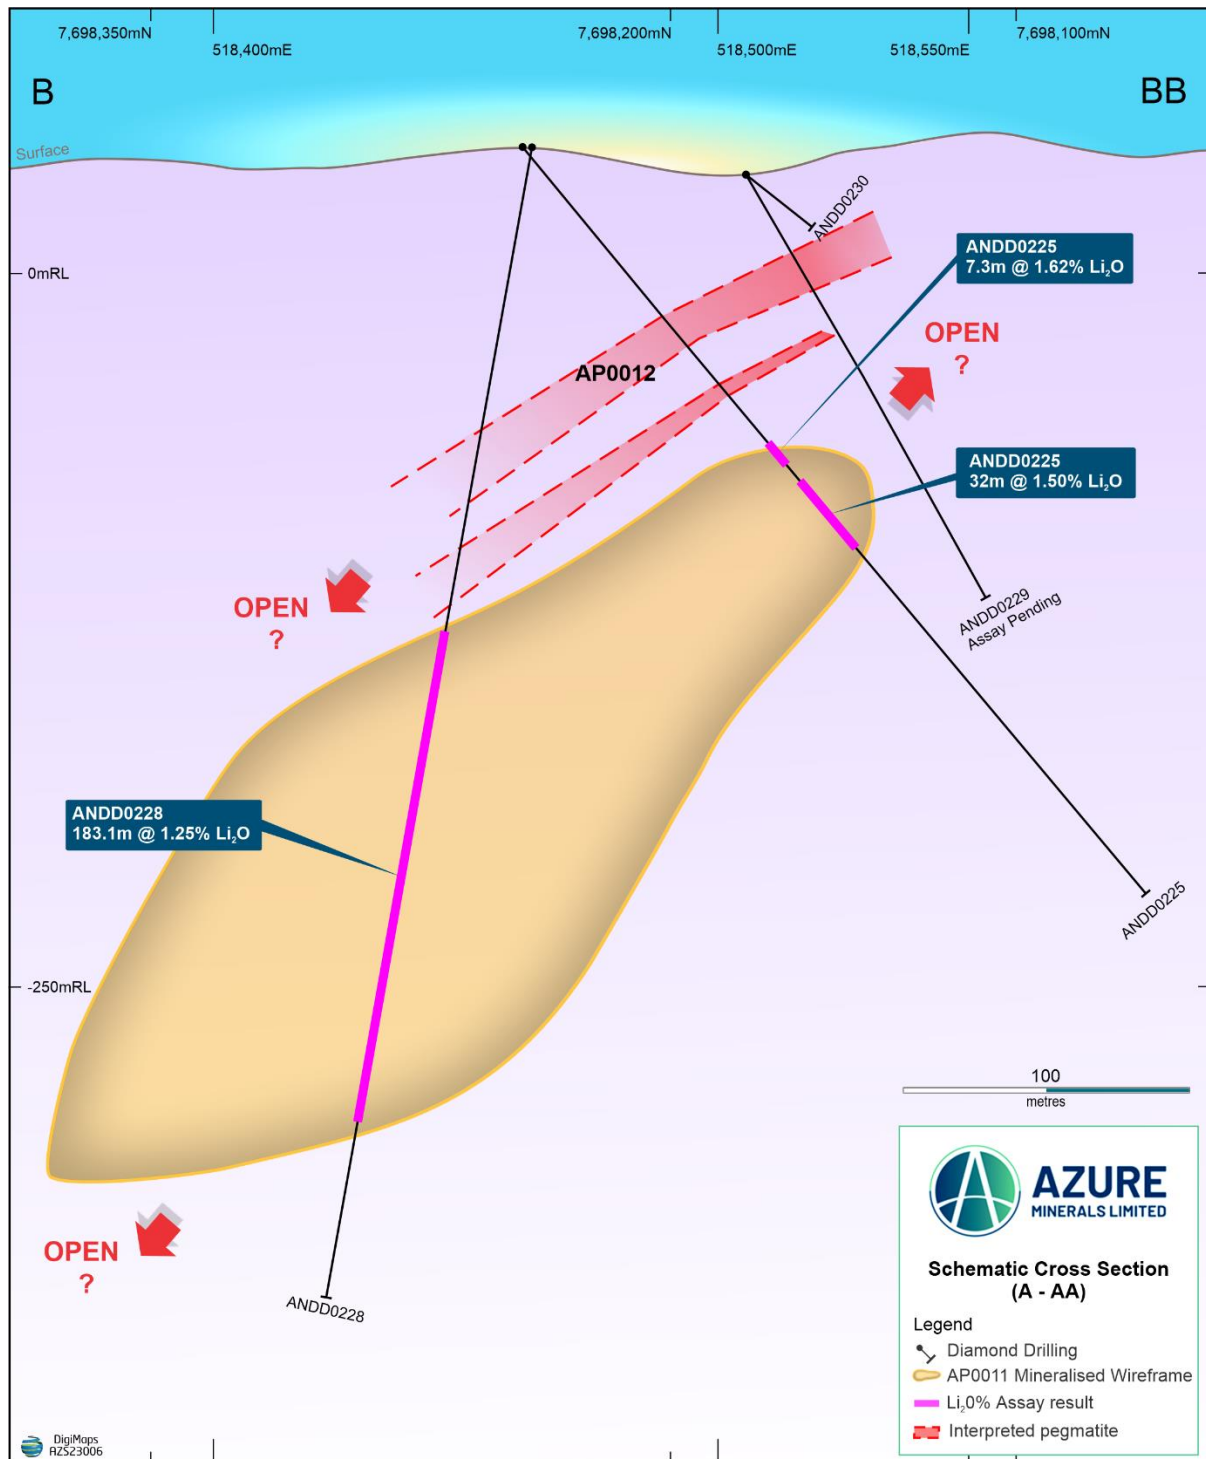 7,698,350mN
518,400mE
7,698,200mN
518,500mE
518,550mE
7,698,100mN
B
BB
Surface
ANDD0230
0mRL
ANDD0225
7.3m @ 1.62% Li₂O
OPEN
?
AP0012
ANDD0225
32m @ 1.50% Li₂O
OPEN
?
ANDD0229
Assay Pending
ANDD0228
183.1m @ 1.25% Li₂O
ANDD0225
-250mRL
100
metres
OPEN
?
ANDD0228
AZURE
MINERALS LIMITED
Schematic Cross Section
(A - AA)
Legend
Diamond Drilling
AP0011 Mineralised Wireframe
Li₂0% Assay result
Interpreted pegmatite
DigiMaps
AZS23006